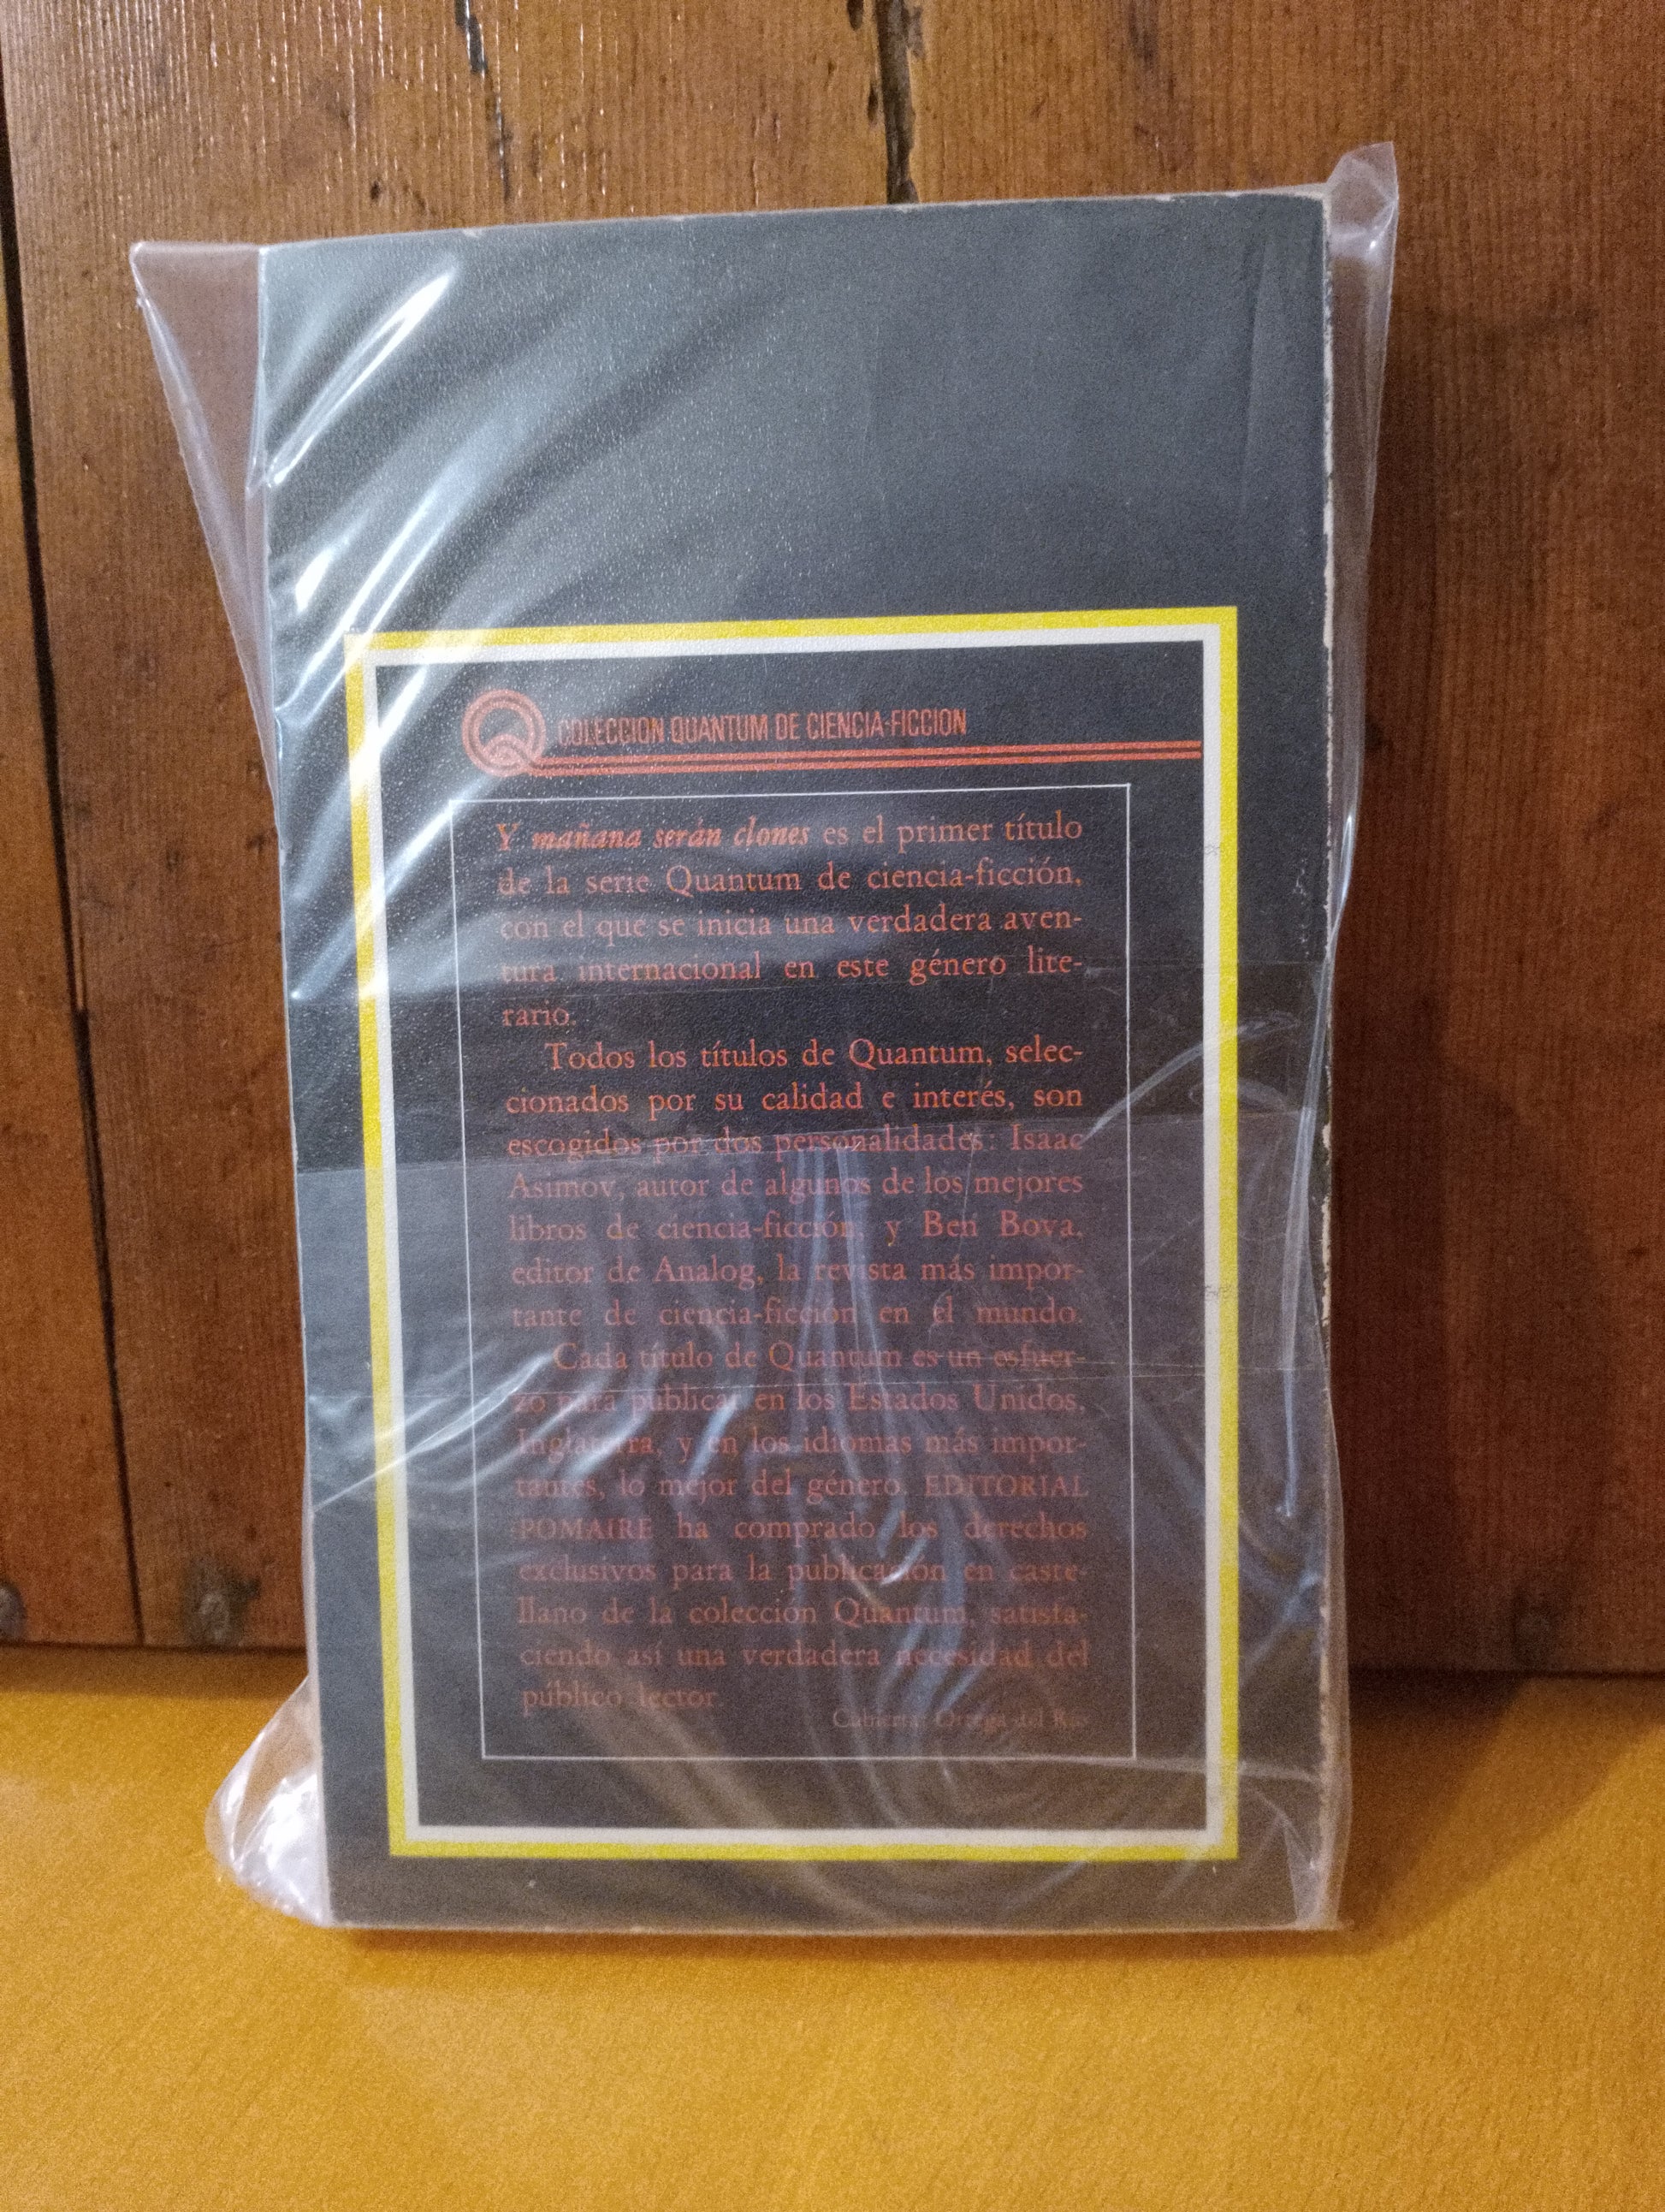 COLECCION QUANTUM DE CIENCIA-FICCION
Y mañana serán clones es el primer título
de la serie Quantum de ciencia-ficción,
con el que se inicia una verdadera aven-
tura internacional en este género lite-
rario.
Todos los títulos de Quantum, selec-
cionados por su calidad e interés, son
escogidos por dos personalidades: Isaac
Asimov, autor de algunos de los mejores
libros de ciencia-ficción, y Ben Bova,
editor de Analog, la revista más impor-
tante de ciencia-ficción en el mundo.
Cada título de Quantum es un esfuer-
zo para publicar en los Estados Unidos,
Inglaterra, y en los idiomas más impor-
tantes, lo mejor del género. EDITORIAL
POMAIRE ha comprado los derechos
exclusivos para la publicación en caste-
llano de la colección Quantum, satisfa-
ciendo así una verdadera necesidad del
público lector.
Cubierta: Ortega del Río